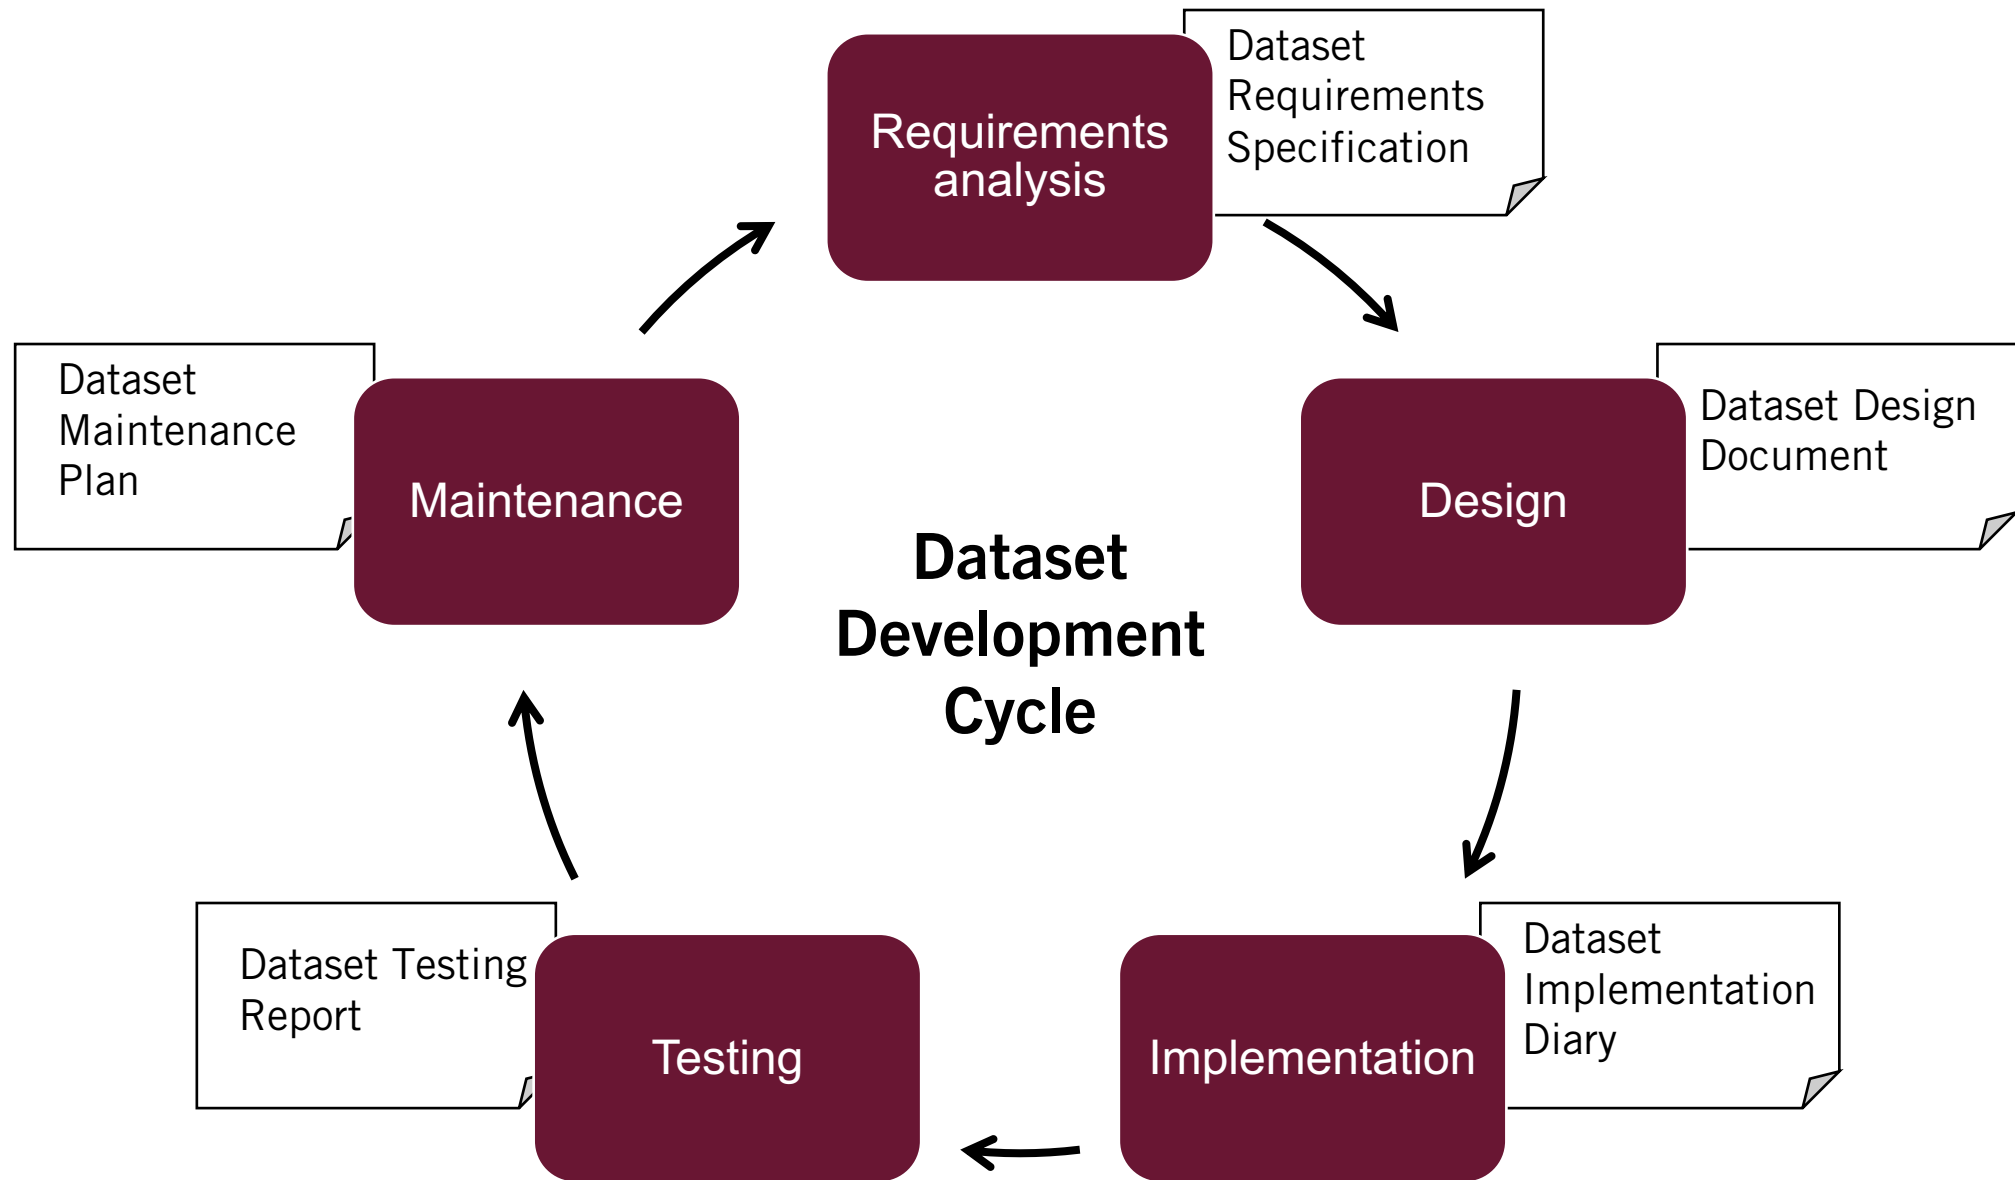 Requirements
analysis
Dataset
Requirements
Specification
Design
Dataset Design
Document
Implementation
Dataset
Implementation
Diary
Testing
Dataset Testing
Report
Maintenance
Dataset
Maintenance
Plan
Dataset
Development
Cycle